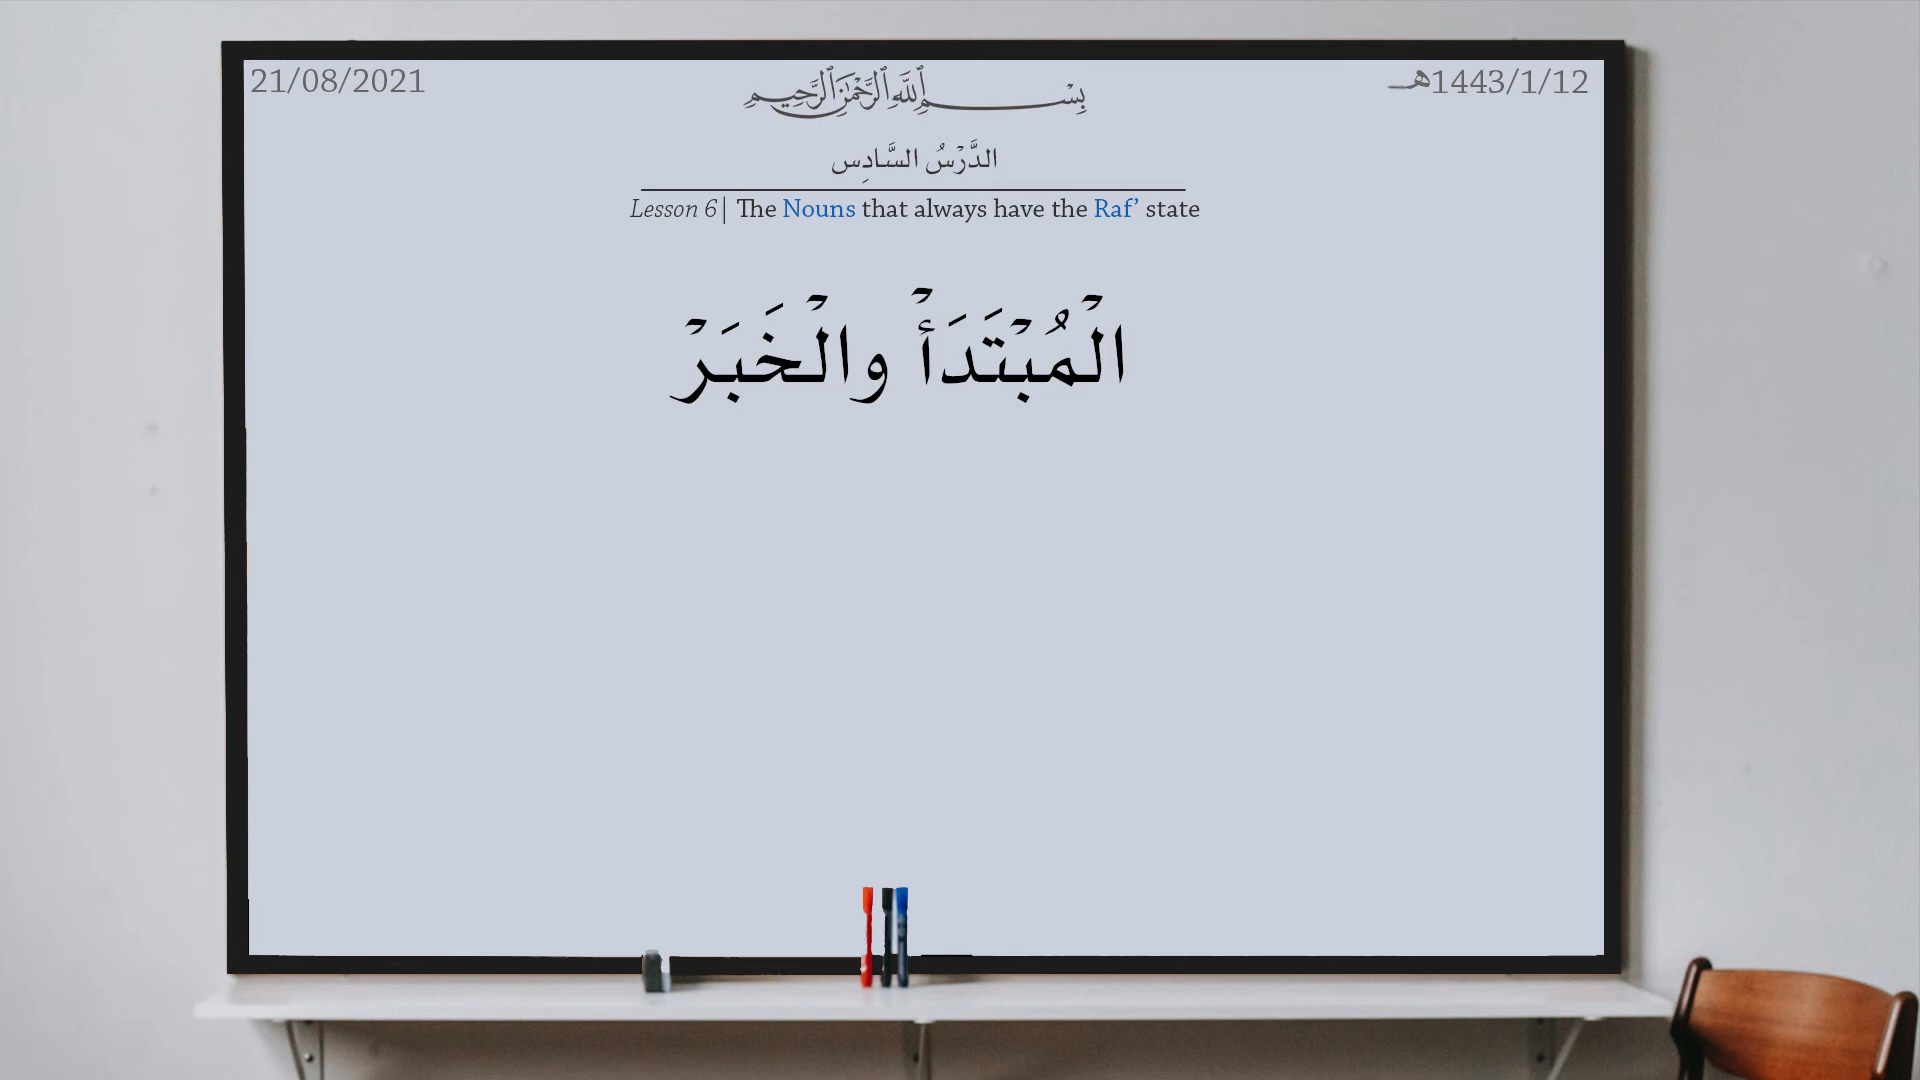 21/08/2021
بِسْمِ ٱللَّهِ ٱلرَّحْمَٰنِ ٱلرَّحِيمِ
1443/1/12هـ
الدَّرْسُ السَّادِس
Lesson 6| The Nouns that always have the Raf’ state
الْمُبْتَدَأْ والْخَبَرْ